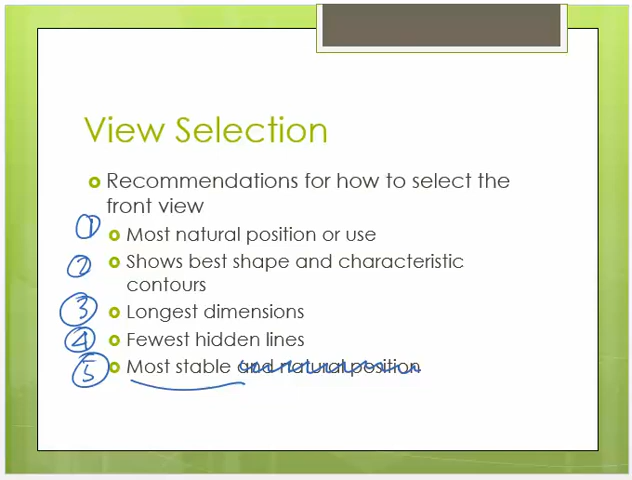 View Selection
Recommendations for how to select the
front view
1 Most natural position or use
2 Shows best shape and characteristic
contours
3 Longest dimensions
4 Fewest hidden lines
5 Most stable and natural position